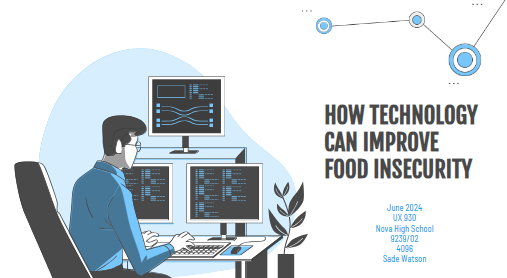 HOW TECHNOLOGY
CAN IMPROVE
FOOD INSECURITY
June 2024
UX 930
Nova High School
9239/02
4096
Sade Watson